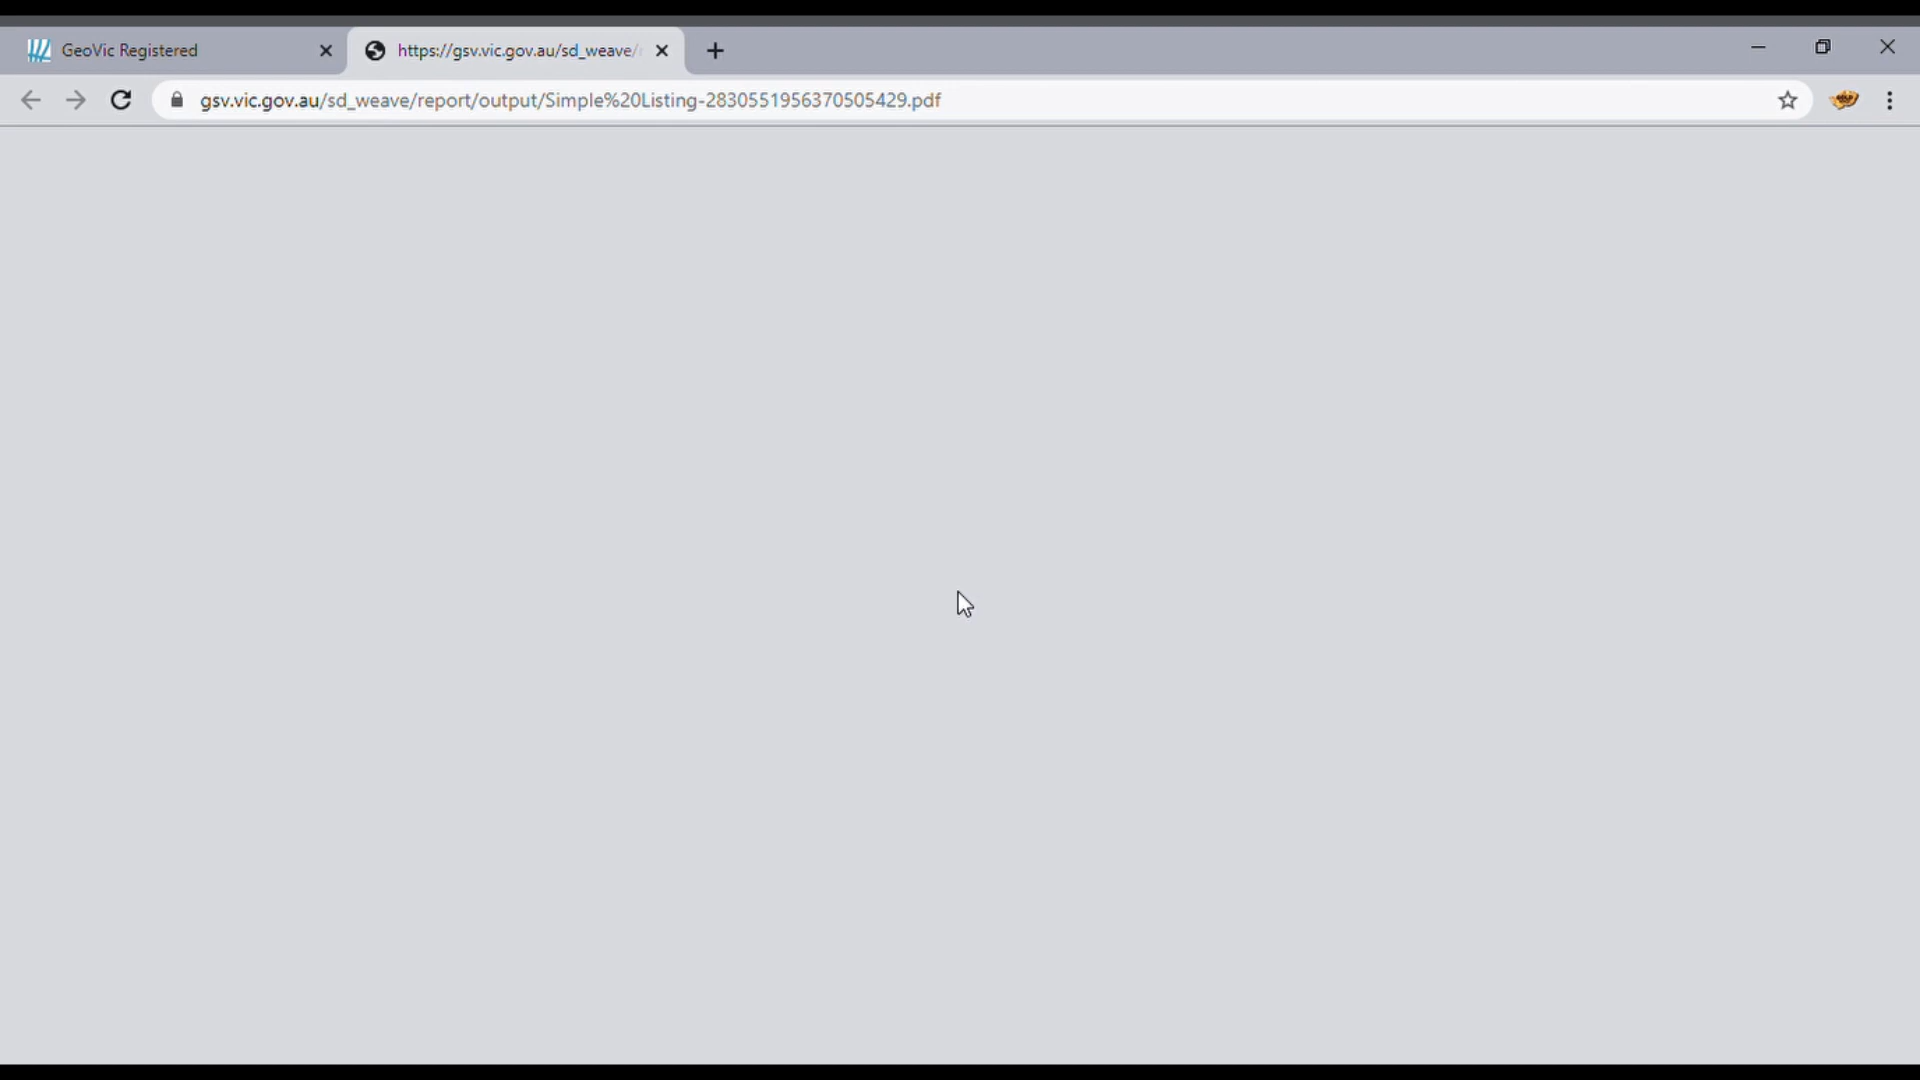 GeoVic Registered
https://gsv.vic.gov.au/sd_weave/
gsv.vic.gov.au/sd_weave/report/output/Simple%20Listing-2830551956370505429.pdf